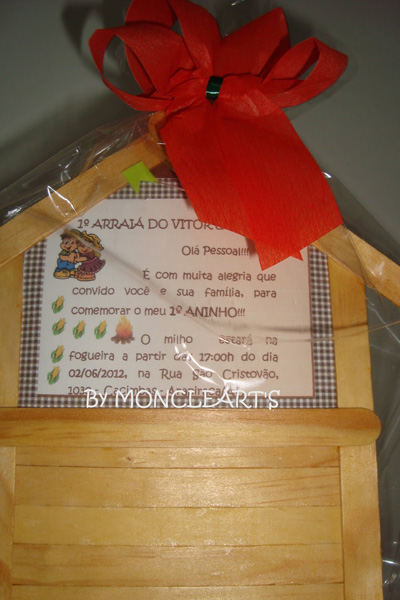 1º ARRAIÁ DO VITOR
Olá Pessoal!!!
É com muita alegria que
convido você e sua família, para
comemorar o meu 1º ANINHO!!!
O milho estará na
fogueira a partir das 17:00h do dia
02/06/2012, na Rua São Cristovão,
By MONCLEARTS